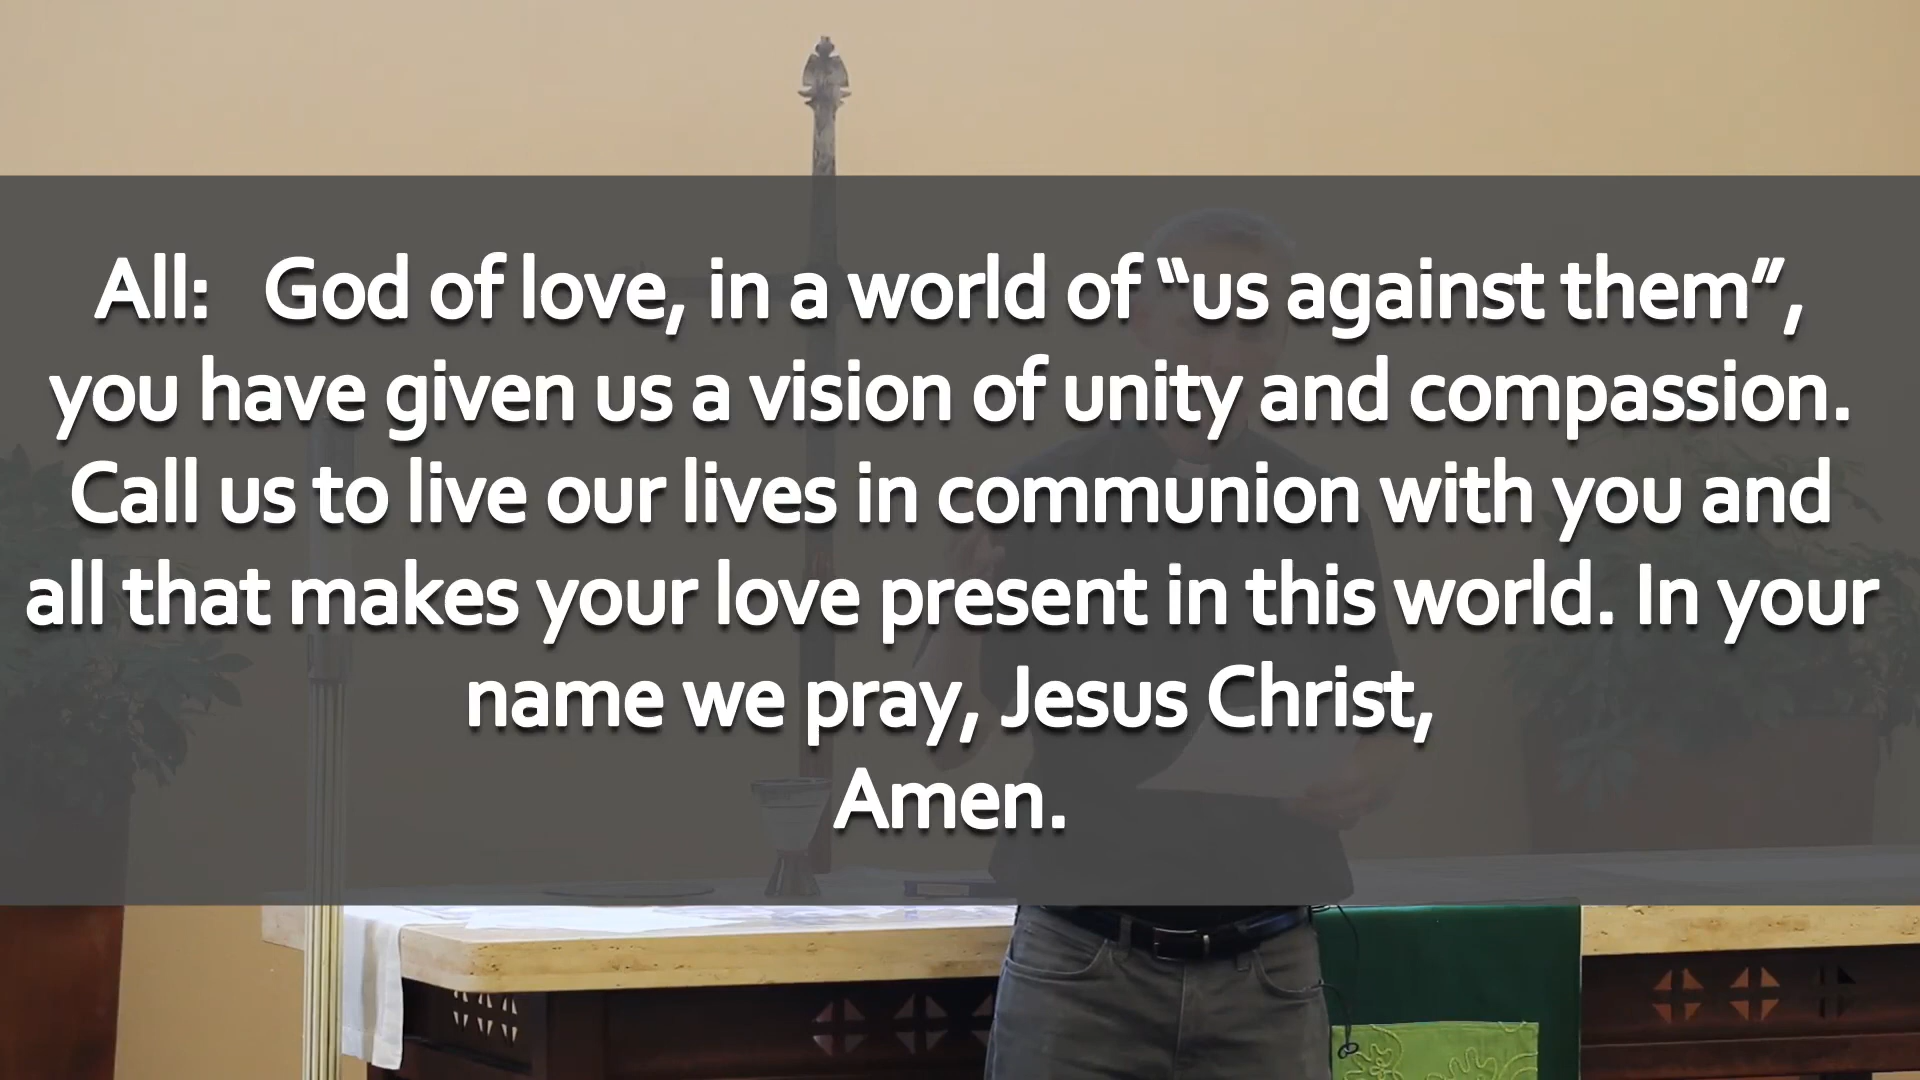 All:   God of love, in a world of “us against them”,
you have given us a vision of unity and compassion.
Call us to live our lives in communion with you and
all that makes your love present in this world. In your
name we pray, Jesus Christ,
Amen.